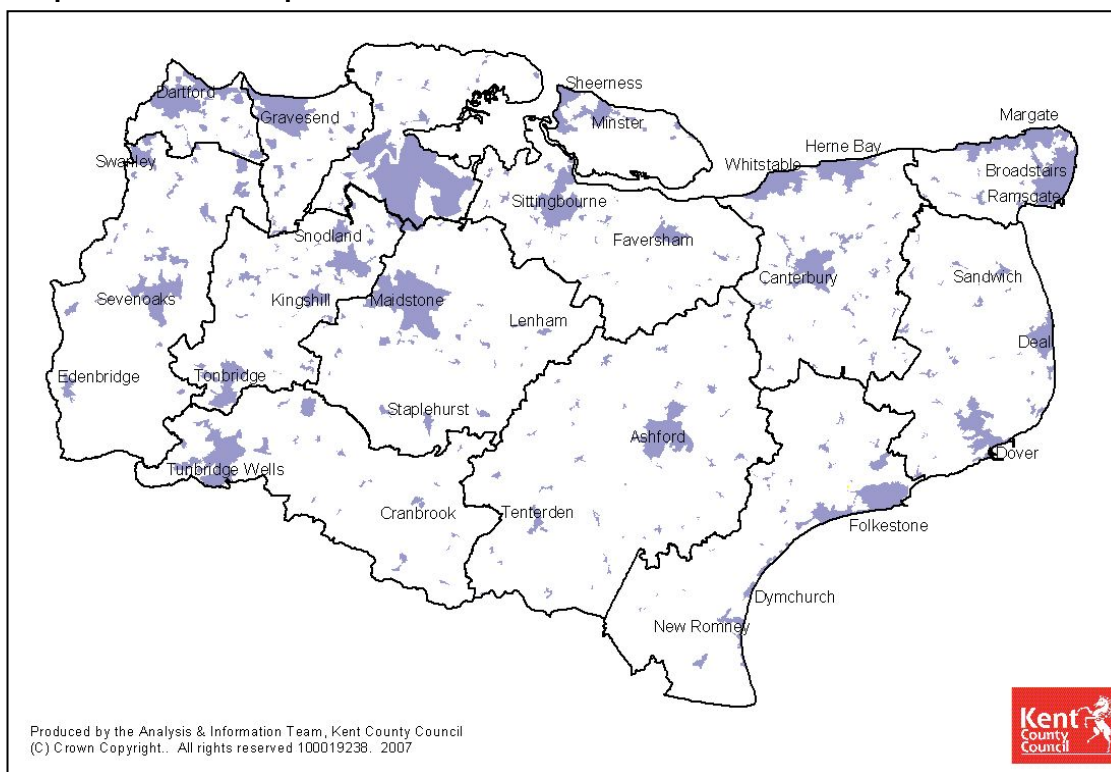 Sheerness
Dartford
Gravesend
Minster
Margate
Swanley
Herne Bay
Whitstable
Broadstairs
Ramsgate
Sittingbourne
Snodland
Faversham
Canterbury
Sandwich
Sevenoaks
Kingshill
Maidstone
Lenham
Deal
Edenbridge
Tonbridge
Staplehurst
Ashford
Dover
Tunbridge Wells
Cranbrook
Tenterden
Folkestone
Dymchurch
New Romney
Produced by the Analysis & Information Team, Kent County Council
(C) Crown Copyright.. All rights reserved 100019238. 2007
Kent
County
Council